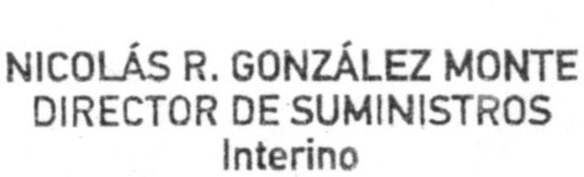 NICOLÁS R. GONZÁLEZ MONTE
DIRECTOR DE SUMINISTROS
Interino